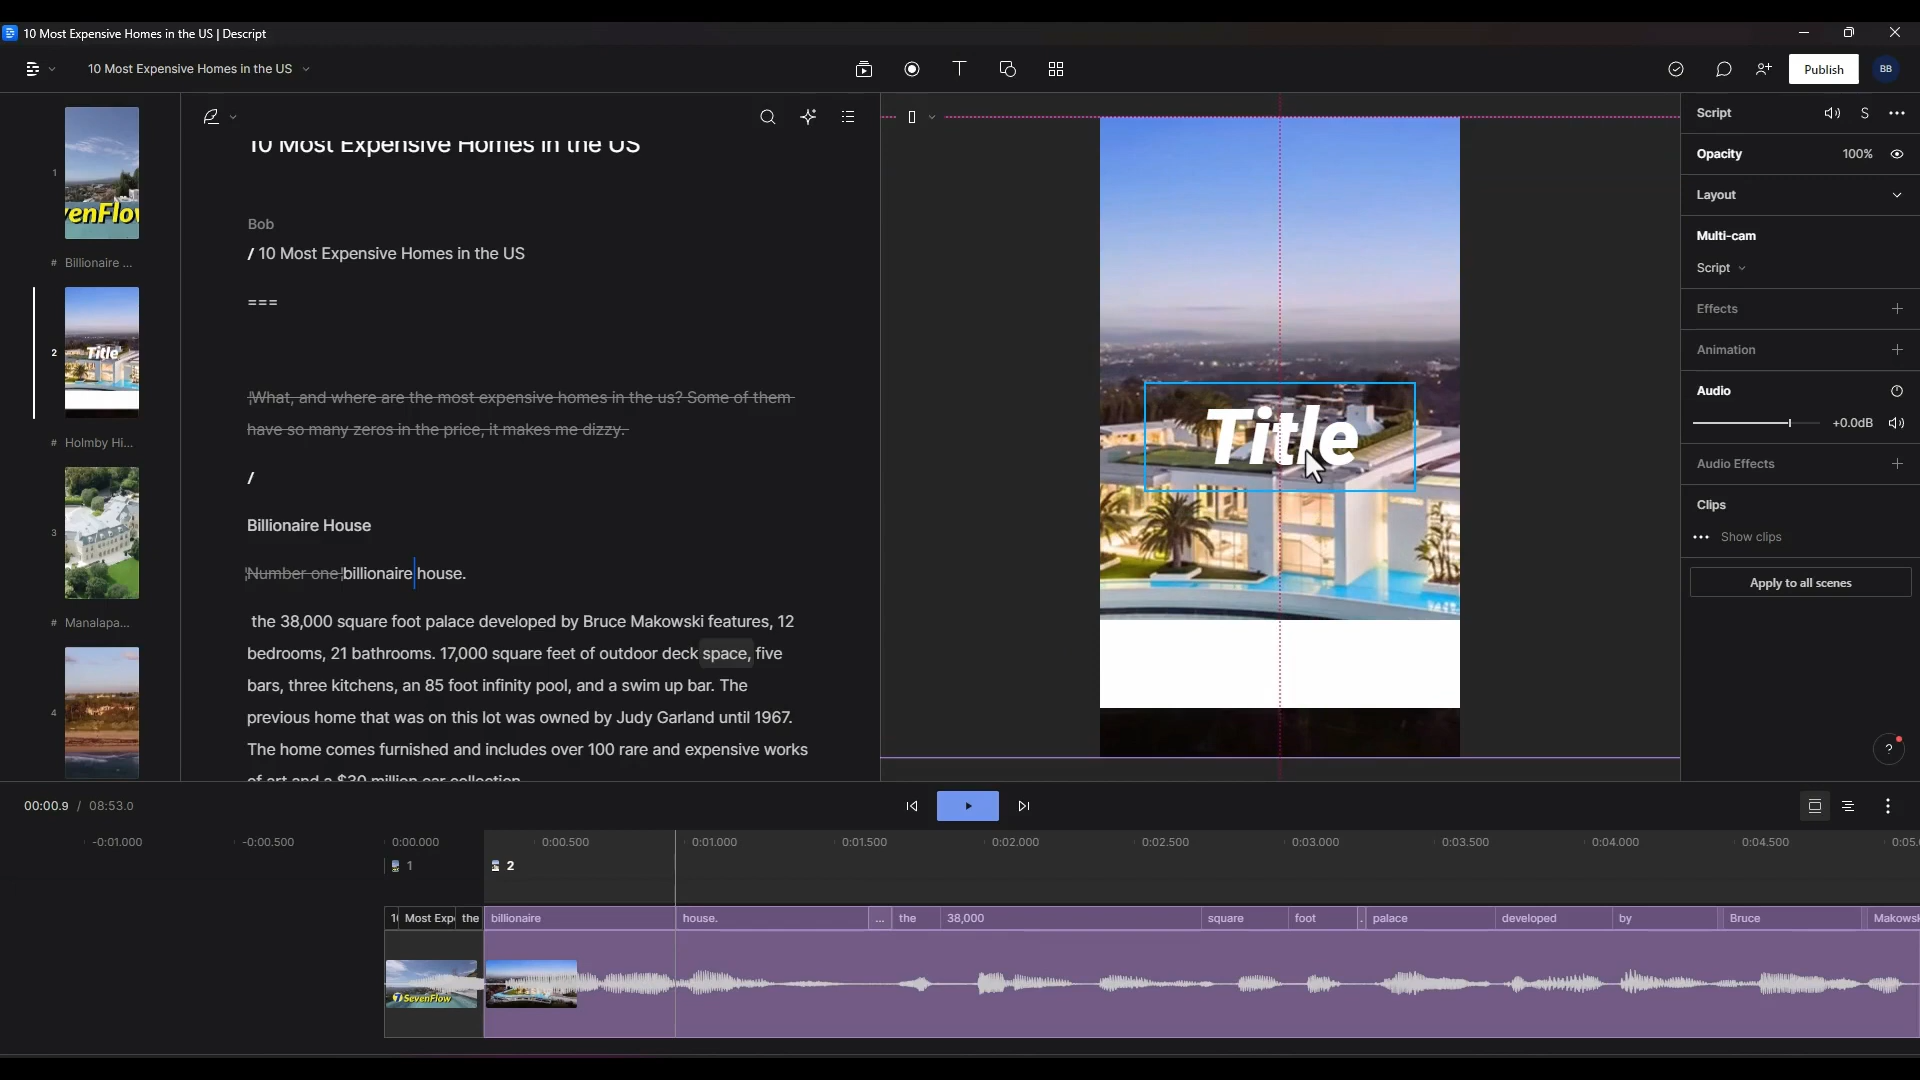 10 Most Expensive Homes in the US | Descript
10 Most Expensive Homes in the US
Publish
BB
1
venFlov
# Billionaire ...
2
Title
# Holmby Hi...
3
# Manalapa...
4
10 Most Expensive Homes in the US
Bob
/ 10 Most Expensive Homes in the US
===
What, and where are the most expensive homes in the us? Some of them
have so many zeros in the price, it makes me dizzy.
/
Billionaire House
Number one billionaire house.
the 38,000 square foot palace developed by Bruce Makowski features, 12
bedrooms, 21 bathrooms. 17,000 square feet of outdoor deck space, five
bars, three kitchens, an 85 foot infinity pool, and a swim up bar. The
previous home that was on this lot was owned by Judy Garland until 1967.
The home comes furnished and includes over 100 rare and expensive works
of art and a $30 million car collection
Title
Script S
Opacity 100%
Layout
Multi-cam
Script
Effects
Animation
Audio
+0.0dB
Audio Effects
Clips
Show clips
Apply to all scenes
?
00:00.9 / 08:53.0
-0:01.000 -0:00.500 0:00.000 0:00.500 0:01.000 0:01.500 0:02.000 0:02.500 0:03.000 0:03.500 0:04.000 0:04.500 0:05.
1 2
1( Most Exp the billionaire house. ... the 38,000 square foot . palace developed by Bruce Makows
SevenFlow